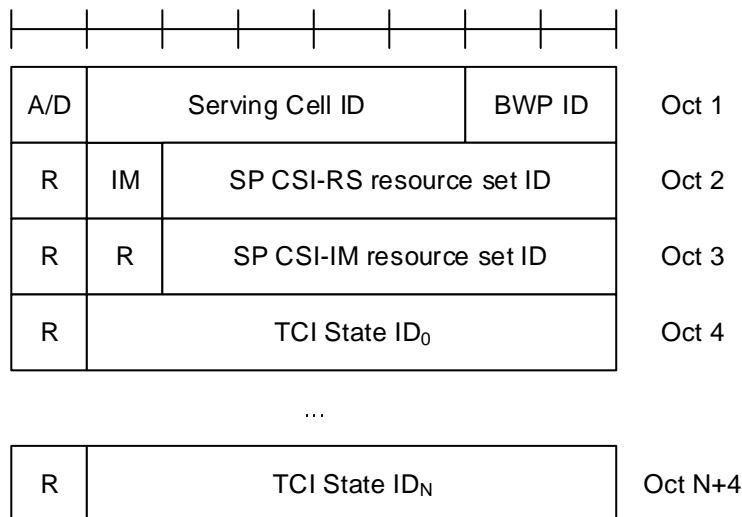 A/D Serving Cell ID BWP ID Oct 1
R IM SP CSI-RS resource set ID Oct 2
R R SP CSI-IM resource set ID Oct 3
R TCI State ID₀ Oct 4
...
R TCI State ID_N Oct N+4